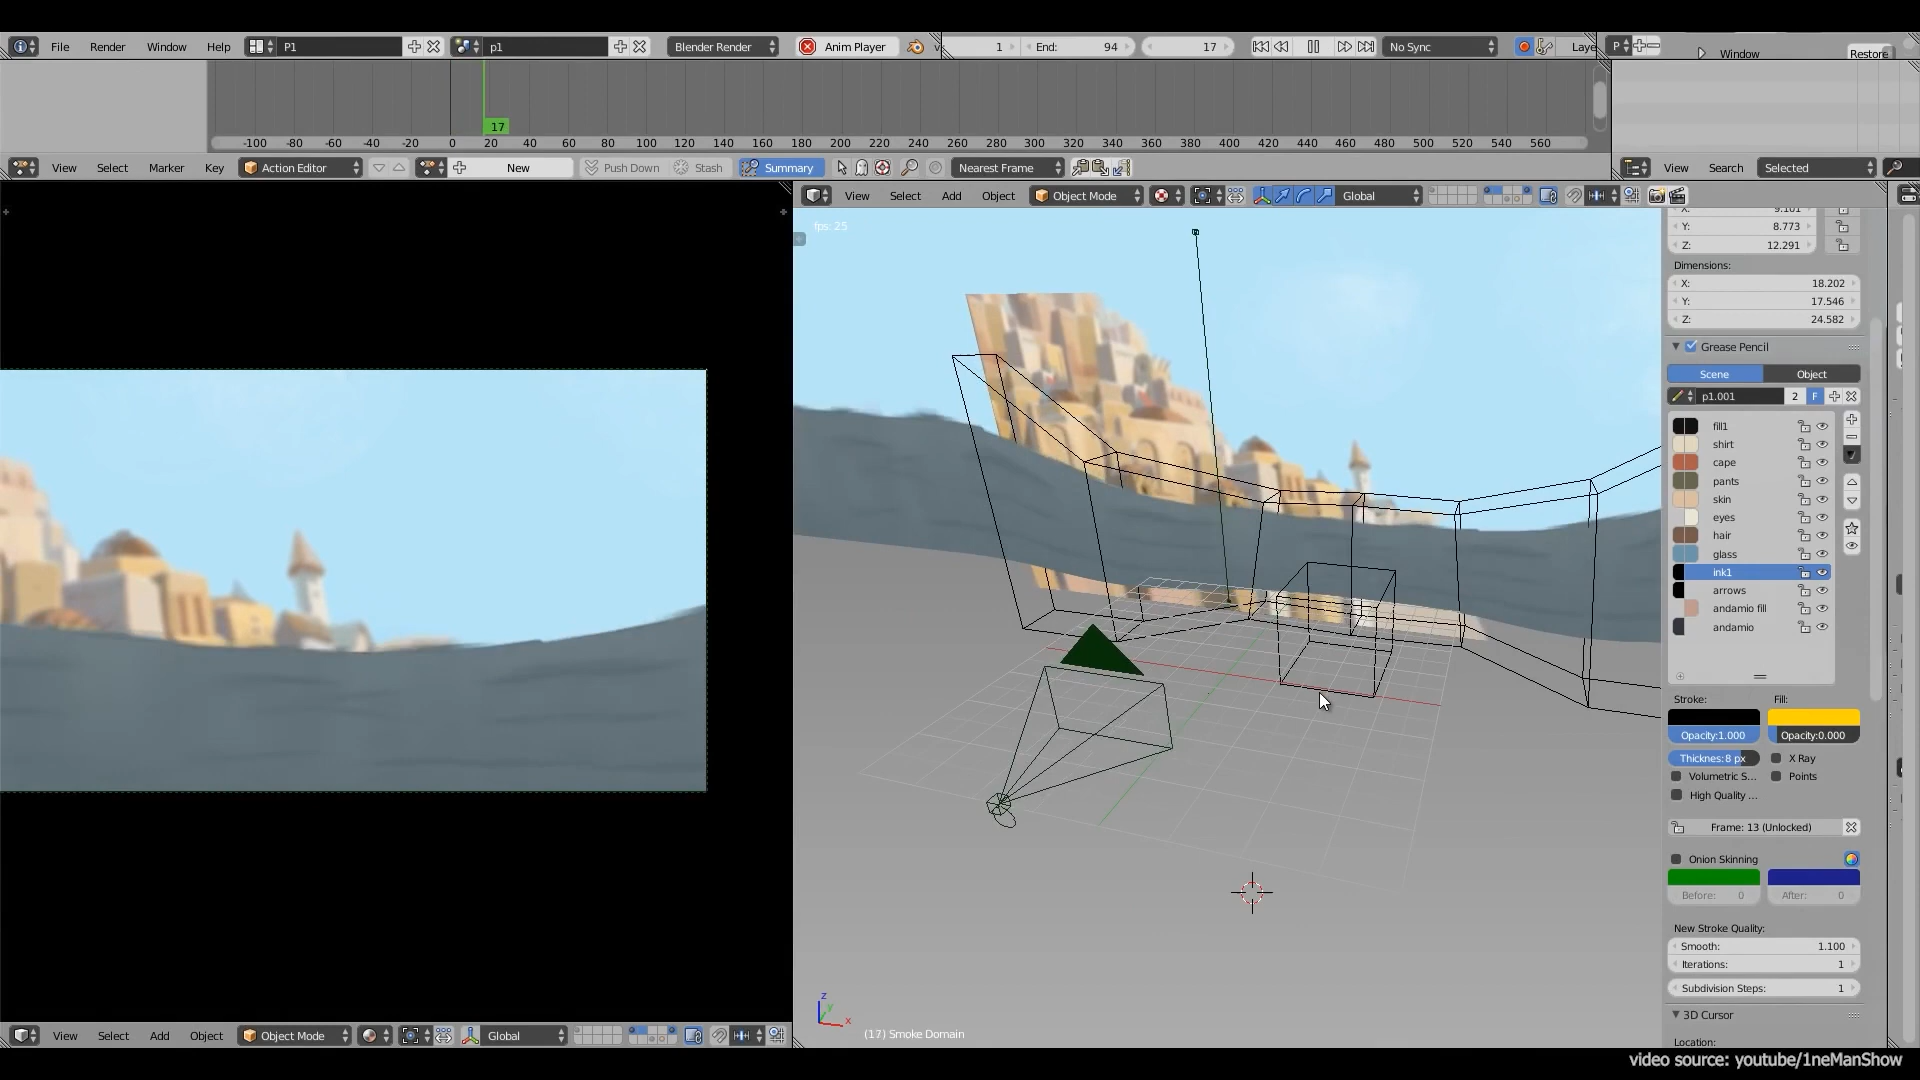 File Render Window Help P1 p1 Blender Render Anim Player 1 End: 94 17 No Sync Laye P Window Restore
17
-100 -80 -60 -40 -20 0 20 40 60 80 100 120 140 160 180 200 220 240 260 280 300 320 340 360 380 400 420 440 460 480 500 520 540 560
View Select Marker Key Action Editor New Push Down Stash Summary Nearest Frame View Search Selected
View Select Add Object Object Mode Global
fps: 25
X: 9.101
Y: 8.773
Z: 12.291
Dimensions:
X: 18.202
Y: 17.546
Z: 24.582
Grease Pencil
Scene Object
p1.001 2 F
fill1
shirt
cape
pants
skin
eyes
hair
glass
ink1
arrows
andamio fill
andamio
Stroke: Fill:
Opacity:1.000 Opacity:0.000
Thicknes:8 px X Ray
Volumetric S... Points
High Quality ...
Frame: 13 (Unlocked)
Onion Skinning
Before: 0 After: 0
New Stroke Quality:
Smooth: 1.100
Iterations: 1
Subdivision Steps: 1
3D Cursor
Location:
z
y
x
(17) Smoke Domain
View Select Add Object Object Mode Global
video source: youtube/1neManShow